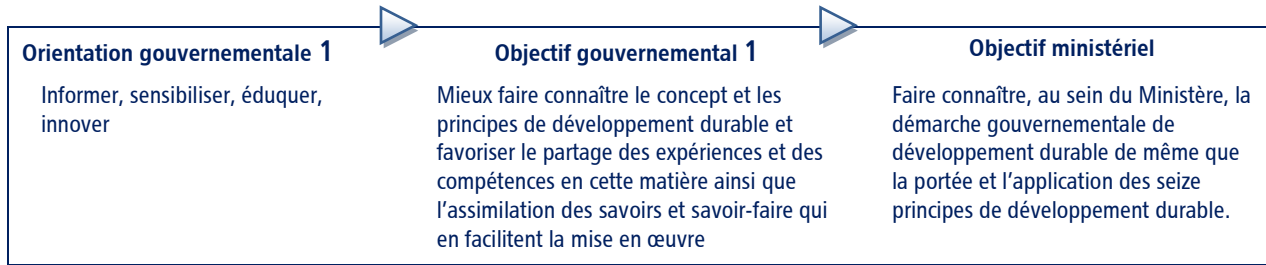 Orientation gouvernementale 1
Informer, sensibiliser, éduquer,
innover
Objectif gouvernemental 1
Mieux faire connaître le concept et les
principes de développement durable et
favoriser le partage des expériences et des
compétences en cette matière ainsi que
l'assimilation des savoirs et savoir-faire qui
en facilitent la mise en œuvre
Objectif ministériel
Faire connaître, au sein du Ministère, la
démarche gouvernementale de
développement durable de même que
la portée et l'application des seize
principes de développement durable.